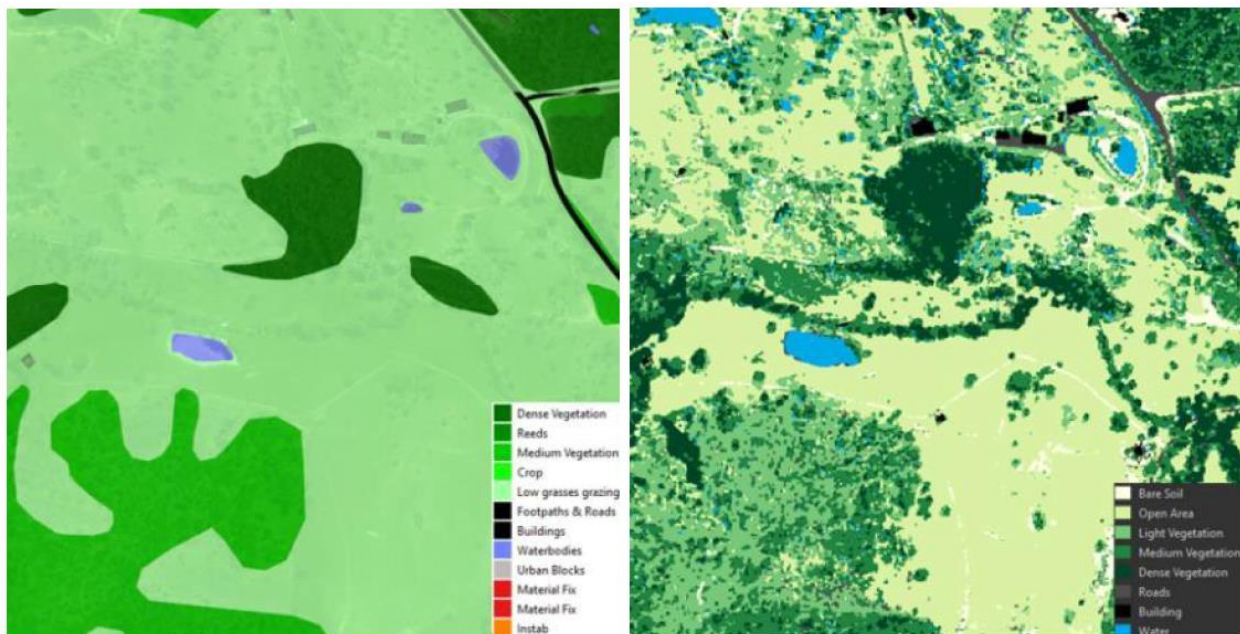 Dense Vegetation
Reeds
Medium Vegetation
Crop
Low grasses grazing
Footpaths & Roads
Buildings
Waterbodies
Urban Blocks
Material Fix
Material Fix
Instab
Bare Soil
Open Area
Light Vegetation
Medium Vegetation
Dense Vegetation
Roads
Building
Water